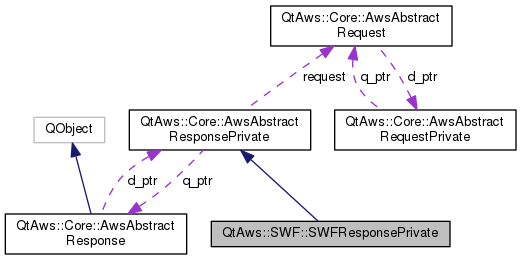 QtAws::Core::AwsAbstract
Request
request
q_ptr
d_ptr
QObject
QtAws::Core::AwsAbstract
ResponsePrivate
QtAws::Core::AwsAbstract
RequestPrivate
d_ptr
q_ptr
QtAws::Core::AwsAbstract
Response
QtAws::SWF::SWFResponsePrivate